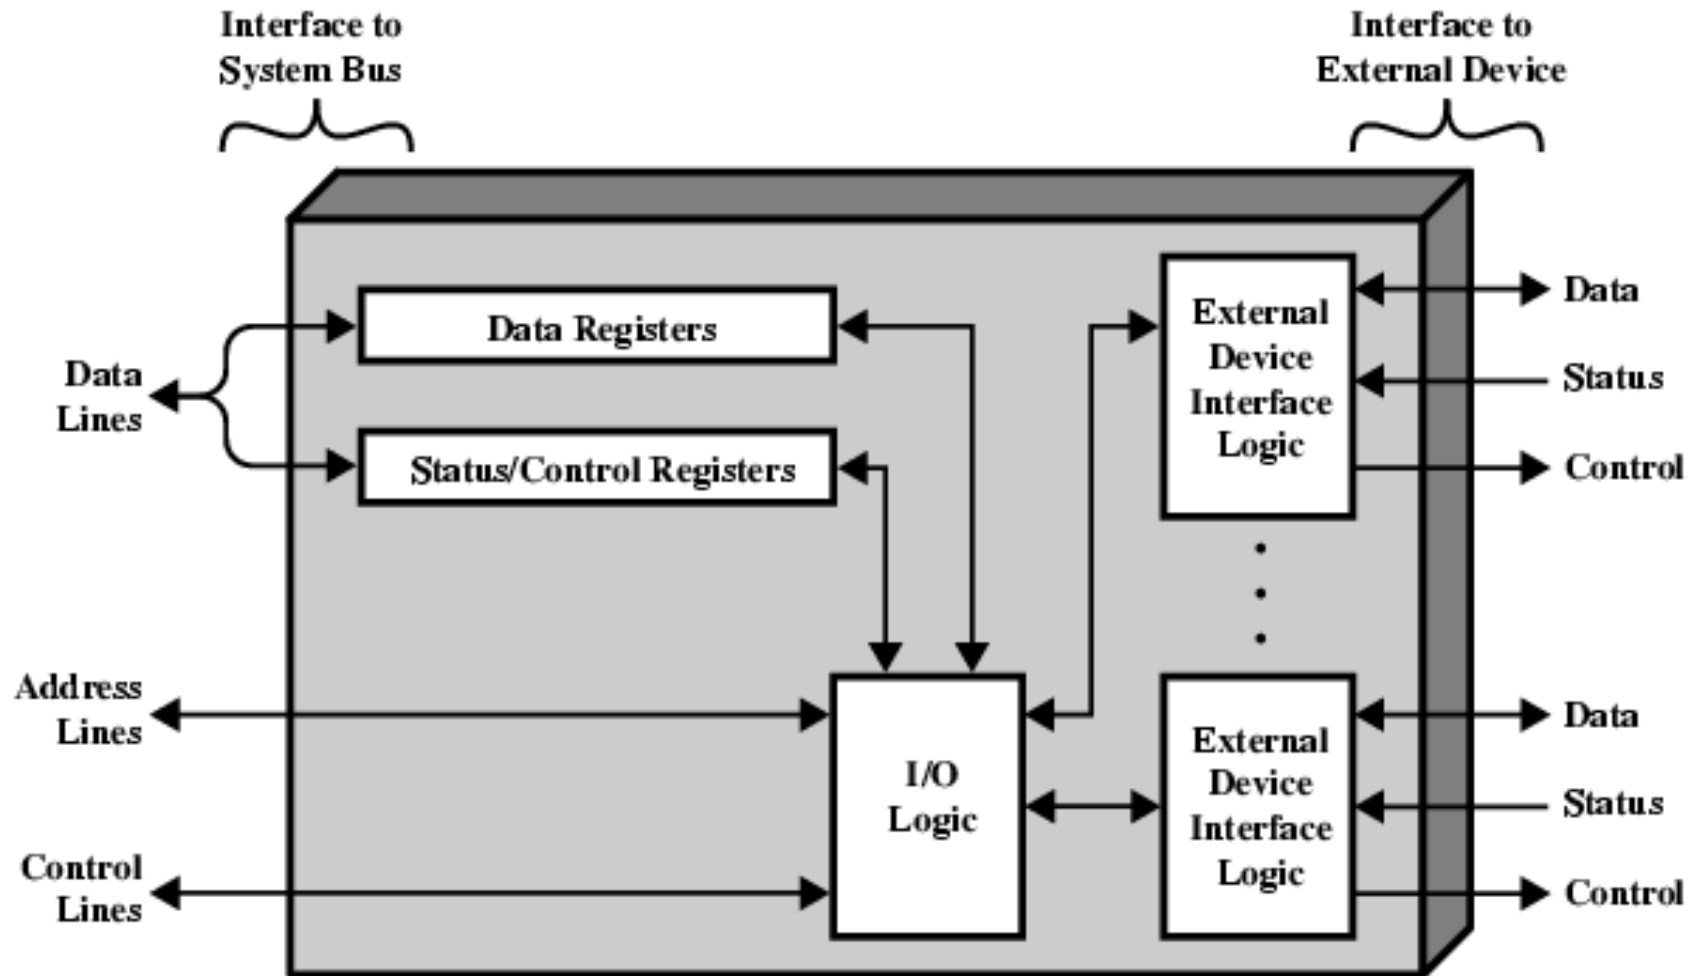 Interface to
System Bus
Interface to
External Device
Data Registers
Status/Control Registers
Data
Lines
Address
Lines
Control
Lines
I/O
Logic
External
Device
Interface
Logic
Data
Status
Control
External
Device
Interface
Logic
Data
Status
Control